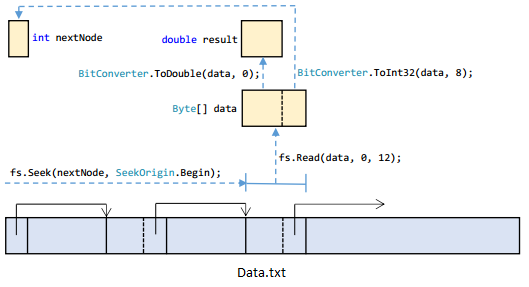 int nextNode
double result
BitConverter.ToDouble(data, 0);
BitConverter.ToInt32(data, 8);
Byte[] data
fs.Read(data, 0, 12);
fs.Seek(nextNode, SeekOrigin.Begin);
Data.txt